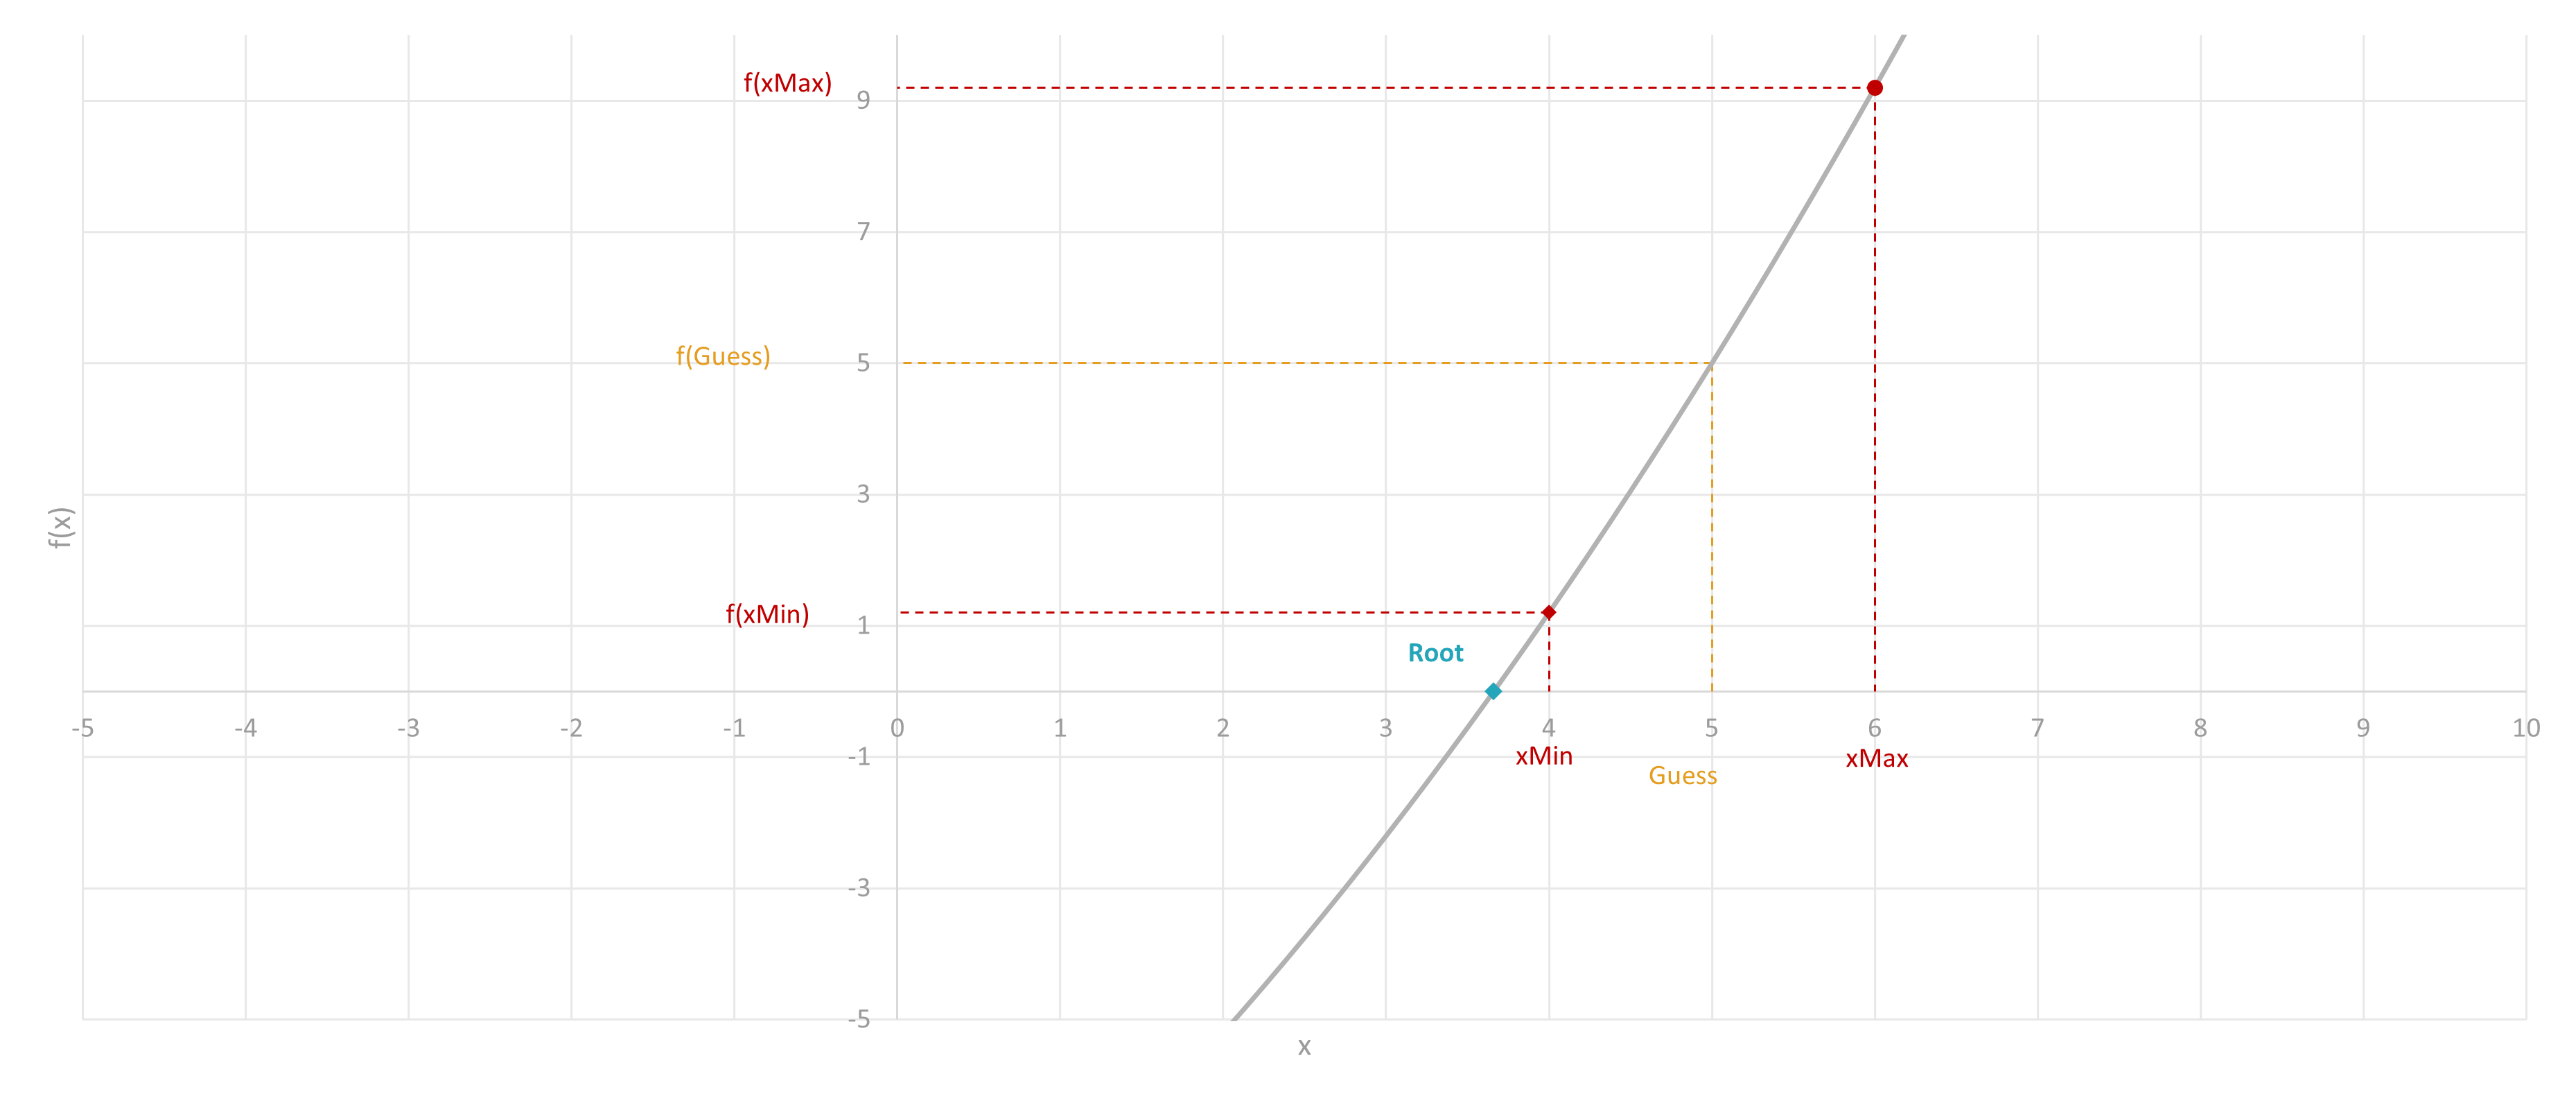 f(xMax)
9
7
f(Guess)
5
3
f(x)
f(xMin)
1
Root
-5 -4 -3 -2 -1 0 1 2 3 4 5 6 7 8 9 10
-1
xMin
xMax
Guess
-3
-5
x